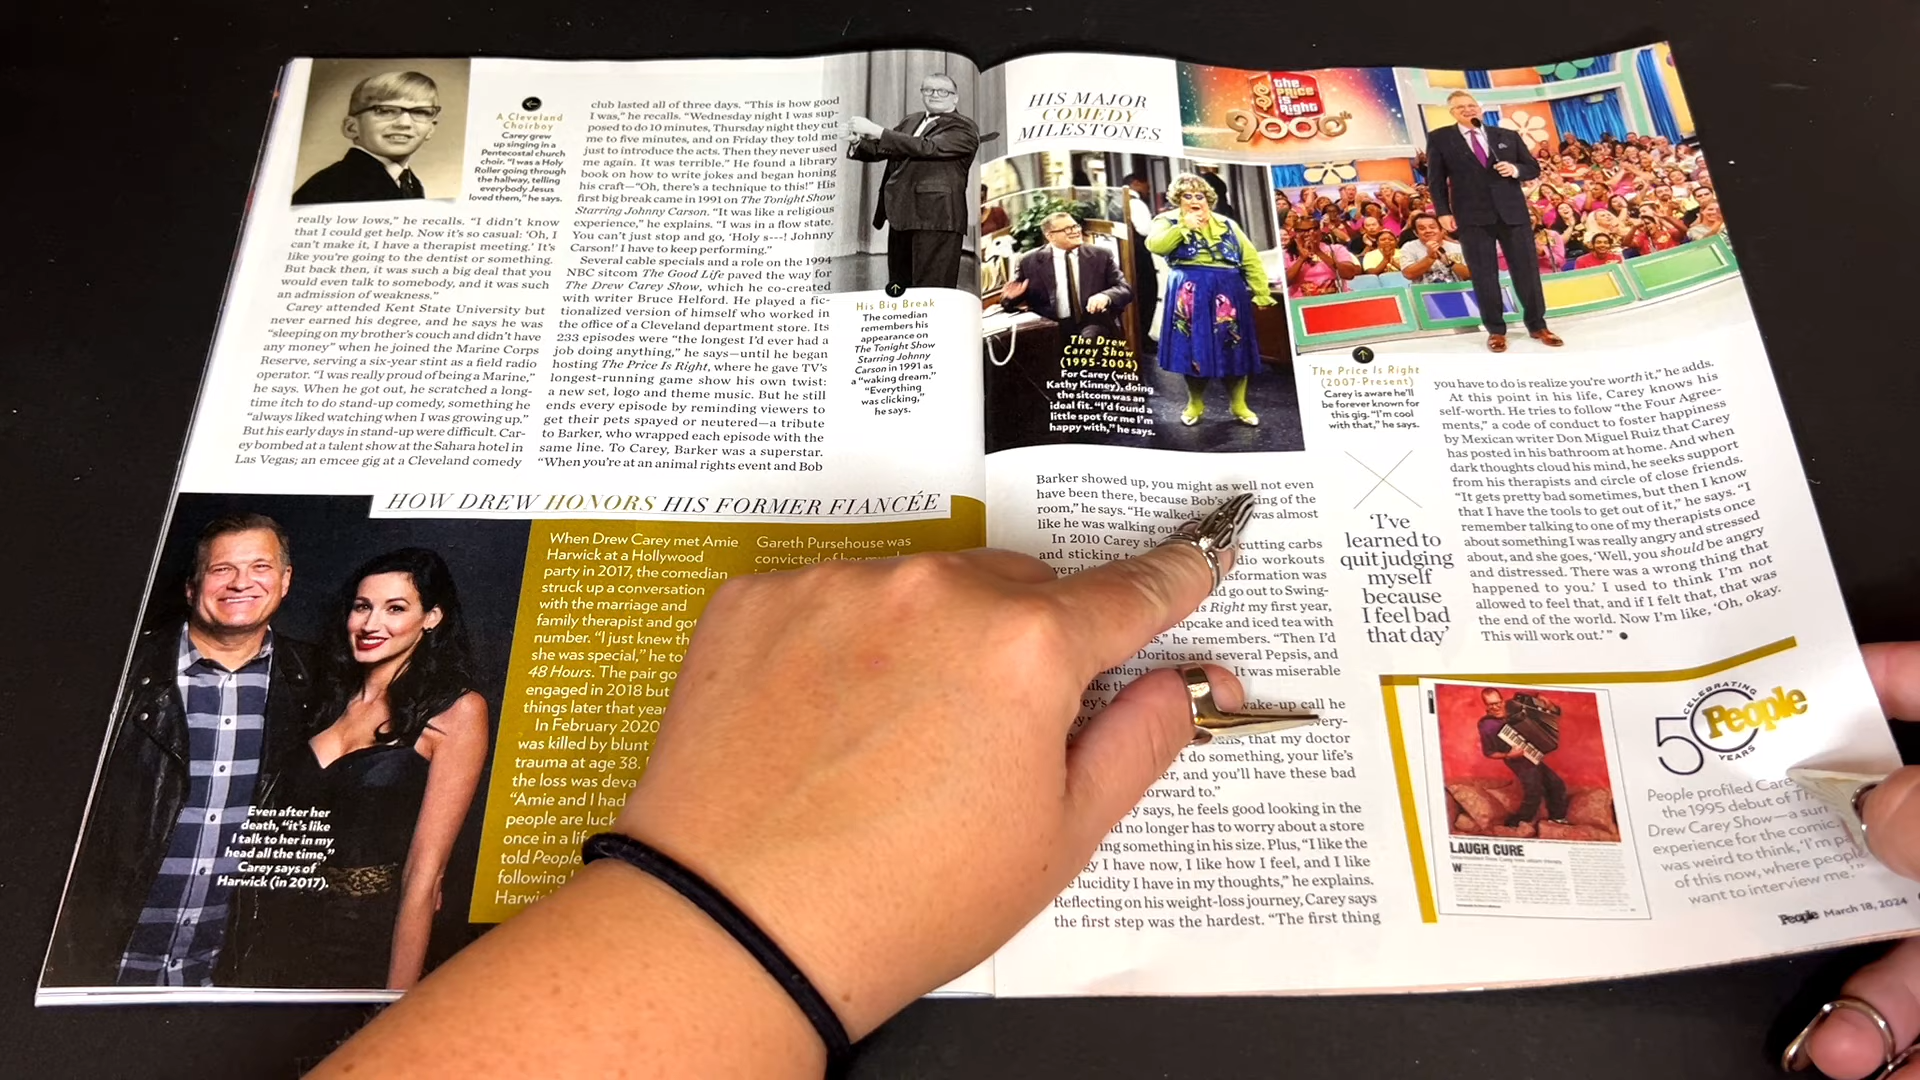 A Cleveland
Choirboy
Carey grew
up singing in a
Pentecostal church
choir. "I was a Holy
Roller going through
the hallway, telling
everybody Jesus
loved them," he says.
really low lows," he recalls. "I didn't know
that I could get help. Now it's so casual: 'Oh, I
can't make it, I have a therapist meeting.' It's
like you're going to the dentist or something.
But back then, it was such a big deal that you
would even talk to somebody, and it was such
an admission of weakness."
Carey attended Kent State University but
never earned his degree, and he says he was
"sleeping on my brother's couch and didn't have
any money" when he joined the Marine Corps
Reserve, serving a six-year stint as a field radio
operator. "I was really proud of being a Marine,"
he says. When he got out, he scratched a long-
time itch to do stand-up comedy, something he
"always liked watching when I was growing up."
But his early days in stand-up were difficult. Car-
ey bombed at a talent show at the Sahara hotel in
Las Vegas; an emcee gig at a Cleveland comedy
club lasted all of three days. "This is how good
I was," he recalls. "Wednesday night I was sup-
posed to do 10 minutes, Thursday night they cut
me to five minutes, and on Friday they told me
just to introduce the acts. Then they never used
me again. It was terrible." He found a library
book on how to write jokes and began honing
his craft—"Oh, there's a technique to this!" His
first big break came in 1991 on The Tonight Show
Starring Johnny Carson. "It was like a religious
experience," he explains. "I was in a flow state.
You can't just stop and go, 'Holy s---! Johnny
Carson!' I have to keep performing."
Several cable specials and a role on the 1994
NBC sitcom The Good Life paved the way for
The Drew Carey Show, which he co-created
with writer Bruce Helford. He played a fic-
tionalized version of himself who worked in
the office of a Cleveland department store. Its
233 episodes were "the longest I'd ever had a
job doing anything," he says—until he began
hosting The Price Is Right, where he gave TV's
longest-running game show his own twist:
a new set, logo and theme music. But he still
ends every episode by reminding viewers to
get their pets spayed or neutered—a tribute
to Barker, who wrapped each episode with the
same line. To Carey, Barker was a superstar.
"When you're at an animal rights event and Bob
His Big Break
The comedian
remembers his
appearance on
The Tonight Show
Starring Johnny
Carson in 1991 as
a "waking dream."
"Everything
was clicking,"
he says.
HOW DREW HONORS HIS FORMER FIANCÉE
Even after her
death, "it's like
I talk to her in my
head all the time,"
Carey says of
Harwick (in 2017).
When Drew Carey met Amie
Harwick at a Hollywood
party in 2017, the comedian
struck up a conversation
with the marriage and
family therapist and got
number. "I just knew
she was special," he
48 Hours. The pair
engaged in 2018 but
things later that year
In February 2020
was killed by blunt
trauma at age 38.
the loss was
"Amie and I had
people are
once in a
told People
following
Gareth Pursehouse was
convicted of her
HIS MAJOR
COMEDY
MILESTONES
the
PRICE
IS
Right
9000th
The Drew
Carey Show
(1995-2004)
For Carey (with
Kathy Kinney), doing
the sitcom was an
ideal fit. "I'd found a
little spot for me I'm
happy with," he says.
The Price Is Right
(2007-Present)
Carey is aware he'll
be forever known for
this gig. "I'm cool
with that," he says.
Barker showed up, you might as well not even
have been there, because Bob's of the
room," he says. "He walked was almost
like he was walking
In 2010 Carey cutting carbs
and sticking workouts
was
go out to Swing-
Is Right my first year,
cupcake and iced tea with
he remembers. "Then I'd
Doritos and several Pepsis, and
It was miserable
like
wake-up call he
that my doctor
do something, your life's
and you'll have these bad
to."
says, he feels good looking in the
no longer has to worry about a store
something in his size. Plus, "I like the
I have now, I like how I feel, and I like
lucidity I have in my thoughts," he explains.
Reflecting on his weight-loss journey, Carey says
the first step was the hardest. "The first thing
'I've
learned to
quit judging
myself
because
I feel bad
that day'
you have to do is realize you're worth it," he adds.
At this point in his life, Carey knows his
self-worth. He tries to follow "the Four Agree-
ments," a code of conduct to foster happiness
by Mexican writer Don Miguel Ruiz that Carey
has posted in his bathroom at home. And when
dark thoughts cloud his mind, he seeks support
from his therapists and circle of close friends.
"It gets pretty bad sometimes, but then I know
that I have the tools to get out of it," he says. "I
remember talking to one of my therapists once
about something I was really angry and stressed
about, and she goes, 'Well, you should be angry
and distressed. There was a wrong thing that
happened to you.' I used to think I'm not
allowed to feel that, and if I felt that, that was
the end of the world. Now I'm like, 'Oh, okay.
This will work out.'" ●
LAUGH CURE
CELEBRATING
50
People
YEARS
People profiled
the 1995 debut of
Drew Carey Show—a
experience for the comic.
was weird to think, 'I'm
of this now, where people
want to interview me.'"
People March 18, 2024